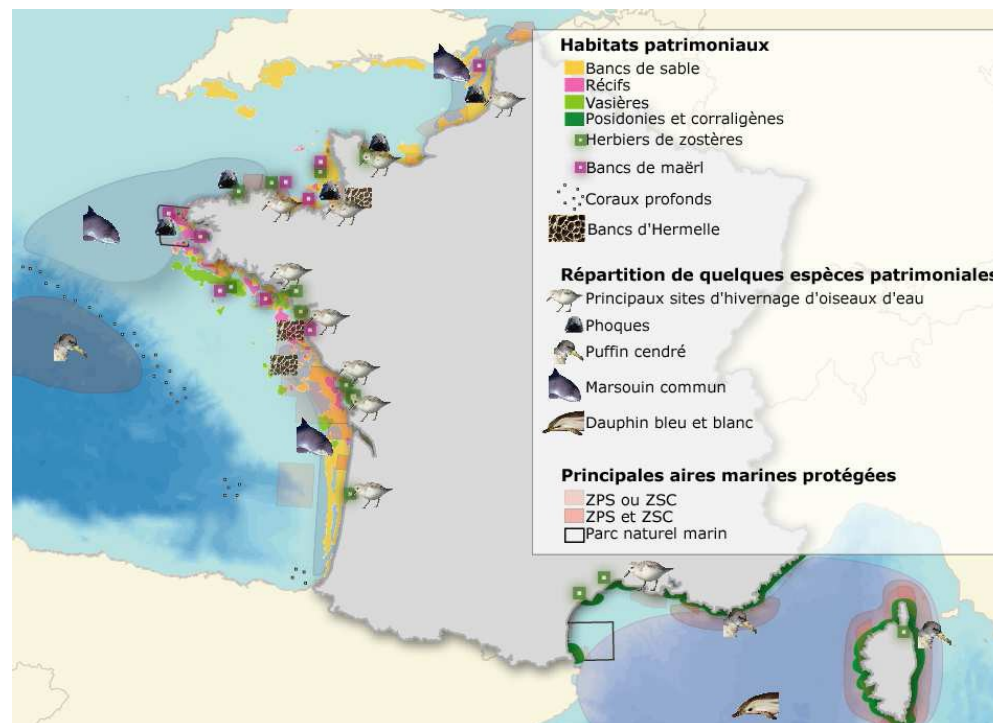 Habitats patrimoniaux
Bancs de sable
Récifs
Vasières
Posidonies et corraligènes
Herbiers de zostères
Bancs de maërl
Coraux profonds
Bancs d'Hermelle
Répartition de quelques espèces patrimoniales
Principaux sites d'hivernage d'oiseaux d'eau
Phoques
Puffin cendré
Marsouin commun
Dauphin bleu et blanc
Principales aires marines protégées
ZPS ou ZSC
ZPS et ZSC
Parc naturel marin